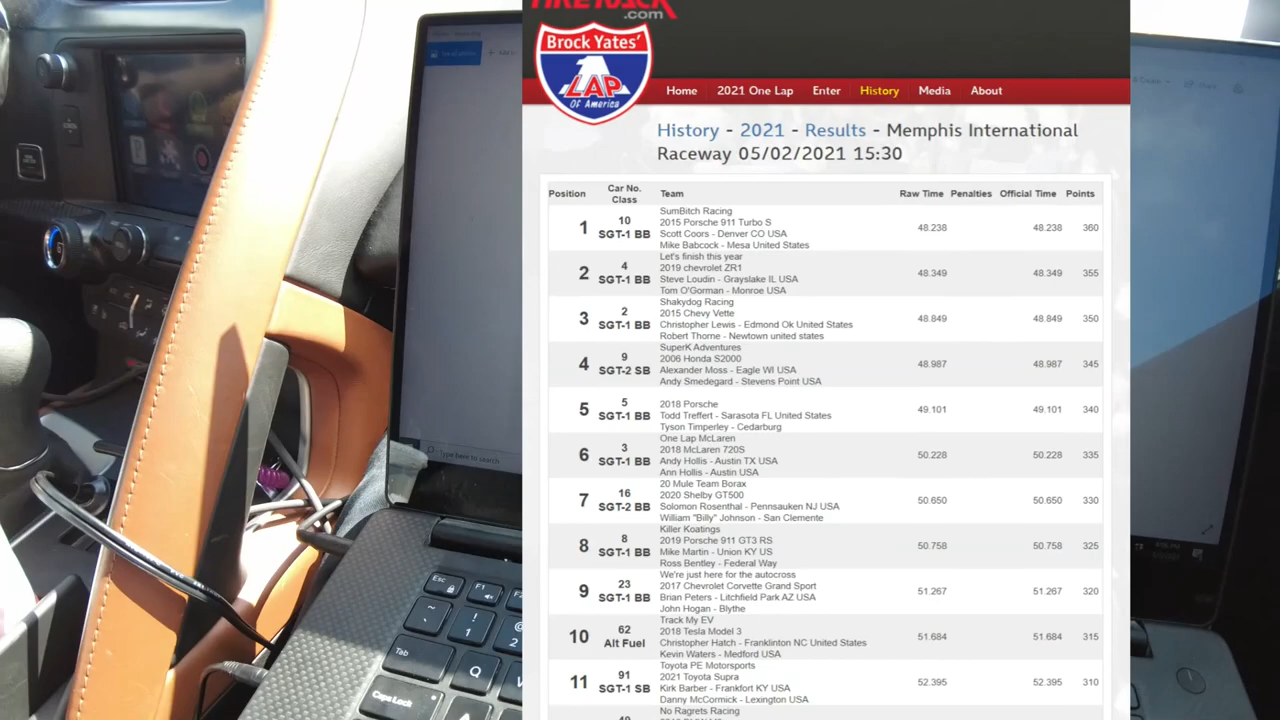 TIRE RACK
.com
Brock Yates'
1
LAP
Of America
Home 2021 One Lap Enter History Media About
History - 2021 - Results - Memphis International
Raceway 05/02/2021 15:30
Position Car No. Class Team Raw Time Penalties Official Time Points
1 10 SGT-1 BB SumBitch Racing 48.238 48.238 360
2015 Porsche 911 Turbo S
Scott Coors - Denver CO USA
Mike Babcock - Mesa United States
2 4 SGT-1 BB Let's finish this year 48.349 48.349 355
2019 chevrolet ZR1
Steve Loudin - Grayslake IL USA
Tom O'Gorman - Monroe USA
3 2 SGT-1 BB Shakydog Racing 48.849 48.849 350
2015 Chevy Vette
Christopher Lewis - Edmond Ok United States
Robert Thorne - Newtown united states
4 9 SGT-2 SB SuperK Adventures 48.987 48.987 345
2006 Honda S2000
Alexander Moss - Eagle WI USA
Andy Smedegard - Stevens Point USA
5 5 SGT-1 BB 2018 Porsche 49.101 49.101 340
Todd Treffert - Sarasota FL United States
Tyson Timperley - Cedarburg
6 3 SGT-1 BB One Lap McLaren 50.228 50.228 335
2018 McLaren 720S
Andy Hollis - Austin TX USA
Ann Hollis - Austin USA
7 16 SGT-2 BB 20 Mule Team Borax 50.650 50.650 330
2020 Shelby GT500
Solomon Rosenthal - Pennsauken NJ USA
William "Billy" Johnson - San Clemente
8 8 SGT-1 BB Killer Koatings 50.758 50.758 325
2019 Porsche 911 GT3 RS
Mike Martin - Union KY US
Ross Bentley - Federal Way
9 23 SGT-1 BB We're just here for the autocross 51.267 51.267 320
2017 Chevrolet Corvette Grand Sport
Brian Peters - Litchfield Park AZ USA
John Hogan - Blythe
10 62 Alt Fuel Track My EV 51.684 51.684 315
2018 Tesla Model 3
Christopher Hatch - Franklinton NC United States
Kevin Waters - Medford USA
11 91 SGT-1 SB Toyota PE Motorsports 52.395 52.395 310
2021 Toyota Supra
Kirk Barber - Frankfort KY USA
Danny McCormick - Lexington USA
No Ragrets Racing
Type here to search
Esc F1
~ ! 1 @ 2
Tab Q
Caps Lock A